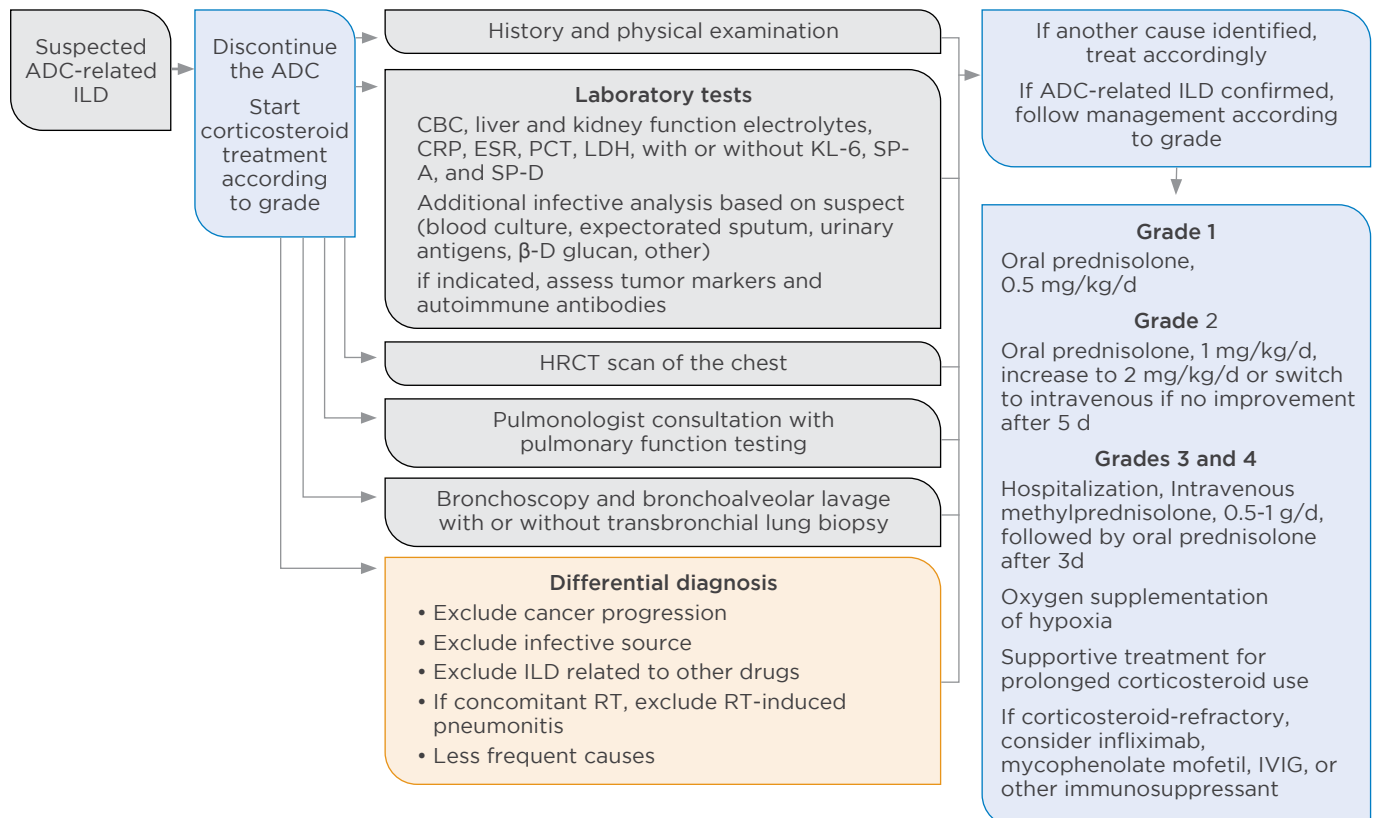 Suspected
ADC-related
ILD
Discontinue
the ADC
Start
corticosteroid
treatment
according
to grade
History and physical examination
Laboratory tests
CBC, liver and kidney function electrolytes,
CRP, ESR, PCT, LDH, with or without KL-6, SP-
A, and SP-D
Additional infective analysis based on suspect
(blood culture, expectorated sputum, urinary
antigens, β-D glucan, other)
if indicated, assess tumor markers and
autoimmune antibodies
HRCT scan of the chest
Pulmonologist consultation with
pulmonary function testing
Bronchoscopy and bronchoalveolar lavage
with or without transbronchial lung biopsy
Differential diagnosis
• Exclude cancer progression
• Exclude infective source
• Exclude ILD related to other drugs
• If concomitant RT, exclude RT-induced
pneumonitis
• Less frequent causes
If another cause identified,
treat accordingly
If ADC-related ILD confirmed,
follow management according
to grade
Grade 1
Oral prednisolone,
0.5 mg/kg/d
Grade 2
Oral prednisolone, 1 mg/kg/d,
increase to 2 mg/kg/d or switch
to intravenous if no improvement
after 5 d
Grades 3 and 4
Hospitalization, Intravenous
methylprednisolone, 0.5-1 g/d,
followed by oral prednisolone
after 3d
Oxygen supplementation
of hypoxia
Supportive treatment for
prolonged corticosteroid use
If corticosteroid-refractory,
consider infliximab,
mycophenolate mofetil, IVIG, or
other immunosuppressant